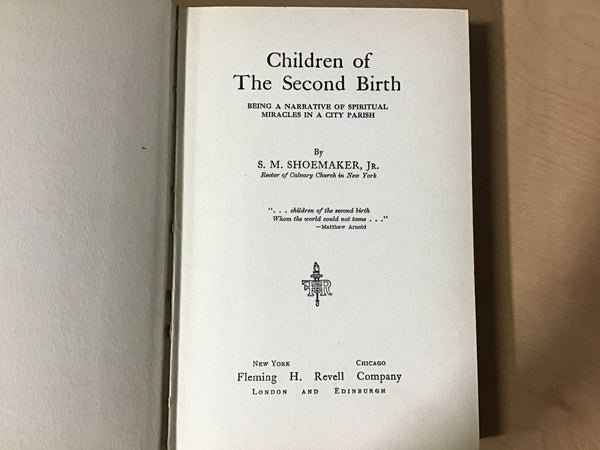 Children of
The Second Birth
BEING A NARRATIVE OF SPIRITUAL
MIRACLES IN A CITY PARISH
By
S. M. SHOEMAKER, Jr.
Rector of Calvary Church in New York
". . . children of the second birth
Whom the world could not tame . . ."
—Matthew Arnold
FHR
New York Chicago
Fleming H. Revell Company
London and Edinburgh